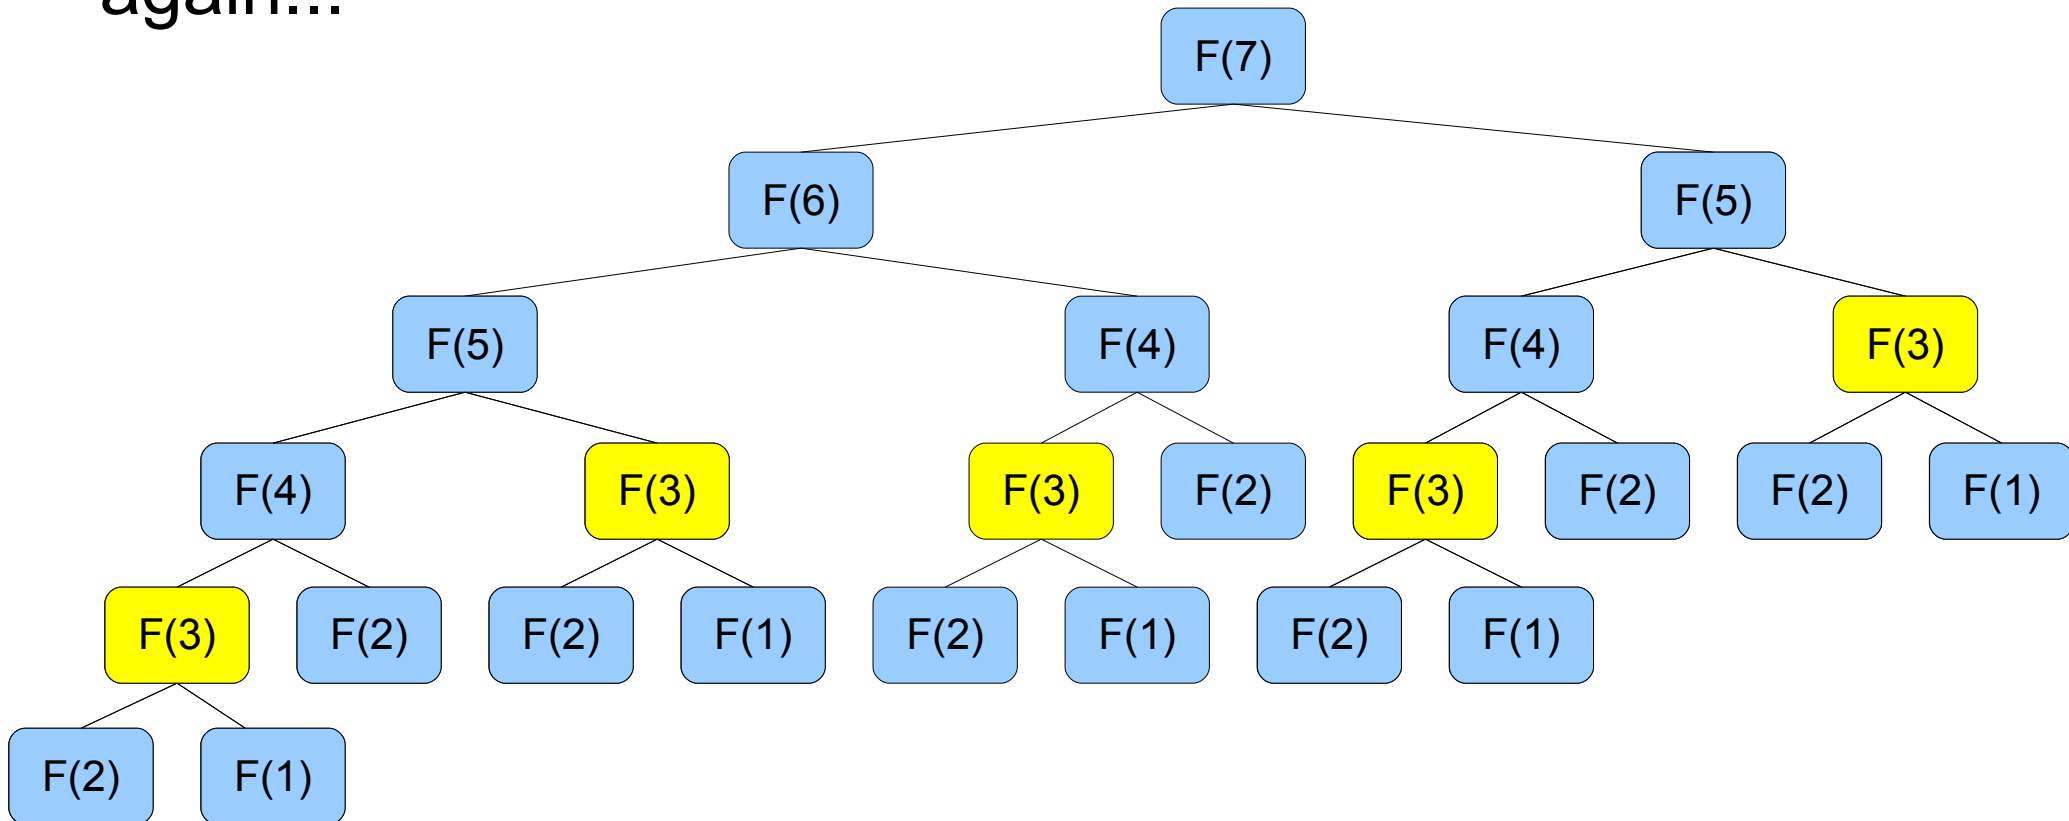 again...
F(7)
F(6) F(5)
F(5) F(4) F(4) F(3)
F(4) F(3) F(3) F(2) F(3) F(2) F(2) F(1)
F(3) F(2) F(2) F(1) F(2) F(1) F(2) F(1)
F(2) F(1)